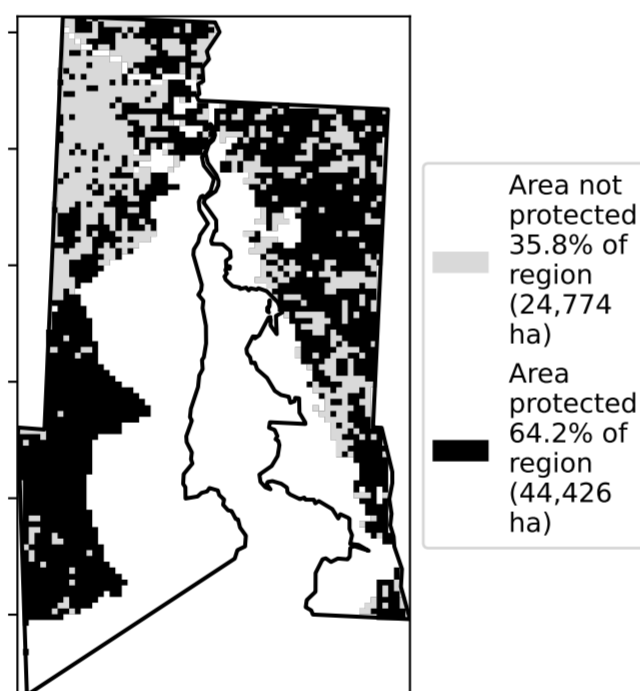 Area not
protected
35.8% of
region
(24,774
ha)
Area
protected
64.2% of
region
(44,426
ha)